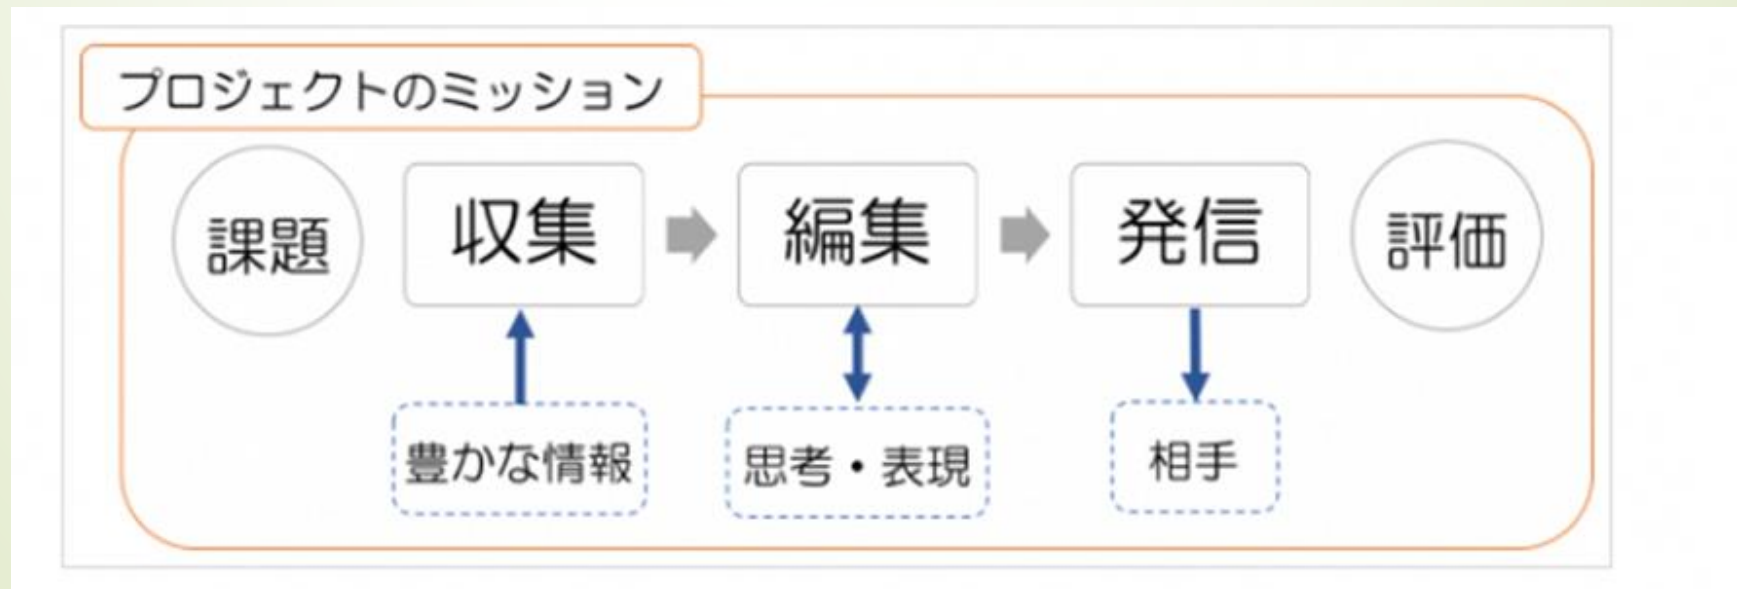 プロジェクトのミッション
課題
収集
編集
発信
評価
豊かな情報
思考・表現
相手